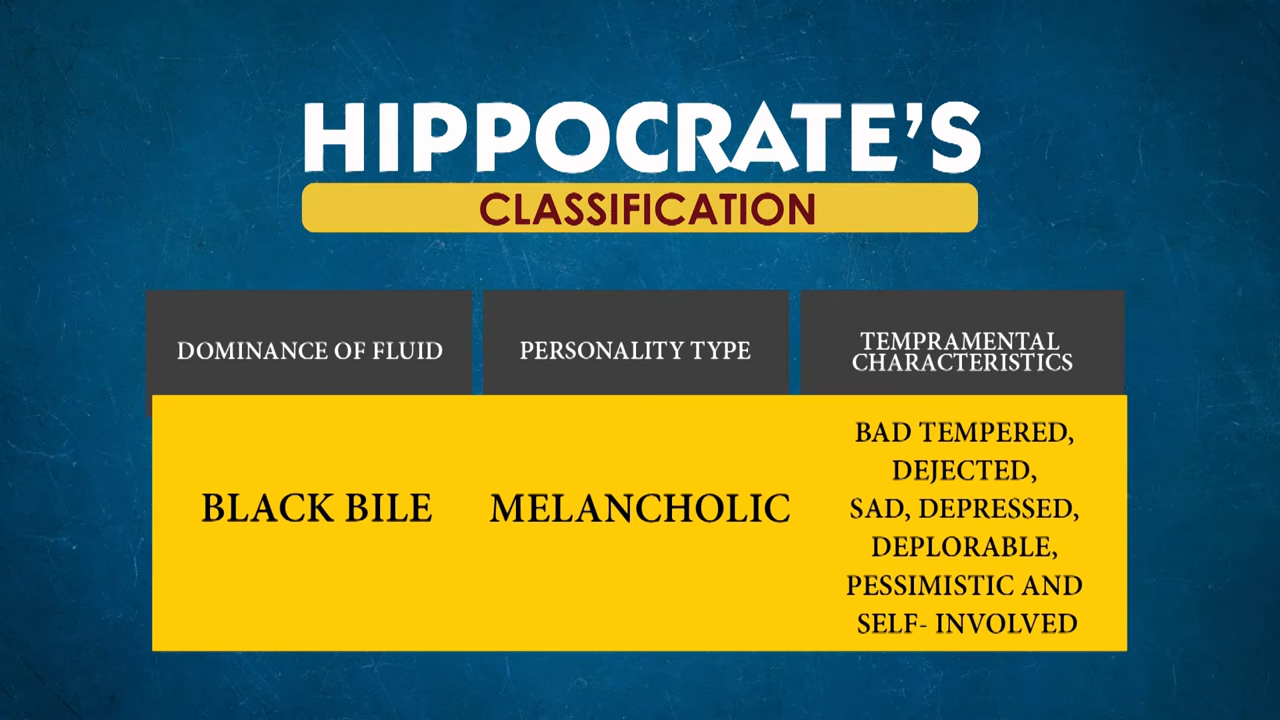 HIPPOCRATE'S
CLASSIFICATION
DOMINANCE OF FLUID
PERSONALITY TYPE
TEMPRAMENTAL
CHARACTERISTICS
BLACK BILE
MELANCHOLIC
BAD TEMPERED,
DEJECTED,
SAD, DEPRESSED,
DEPLORABLE,
PESSIMISTIC AND
SELF- INVOLVED